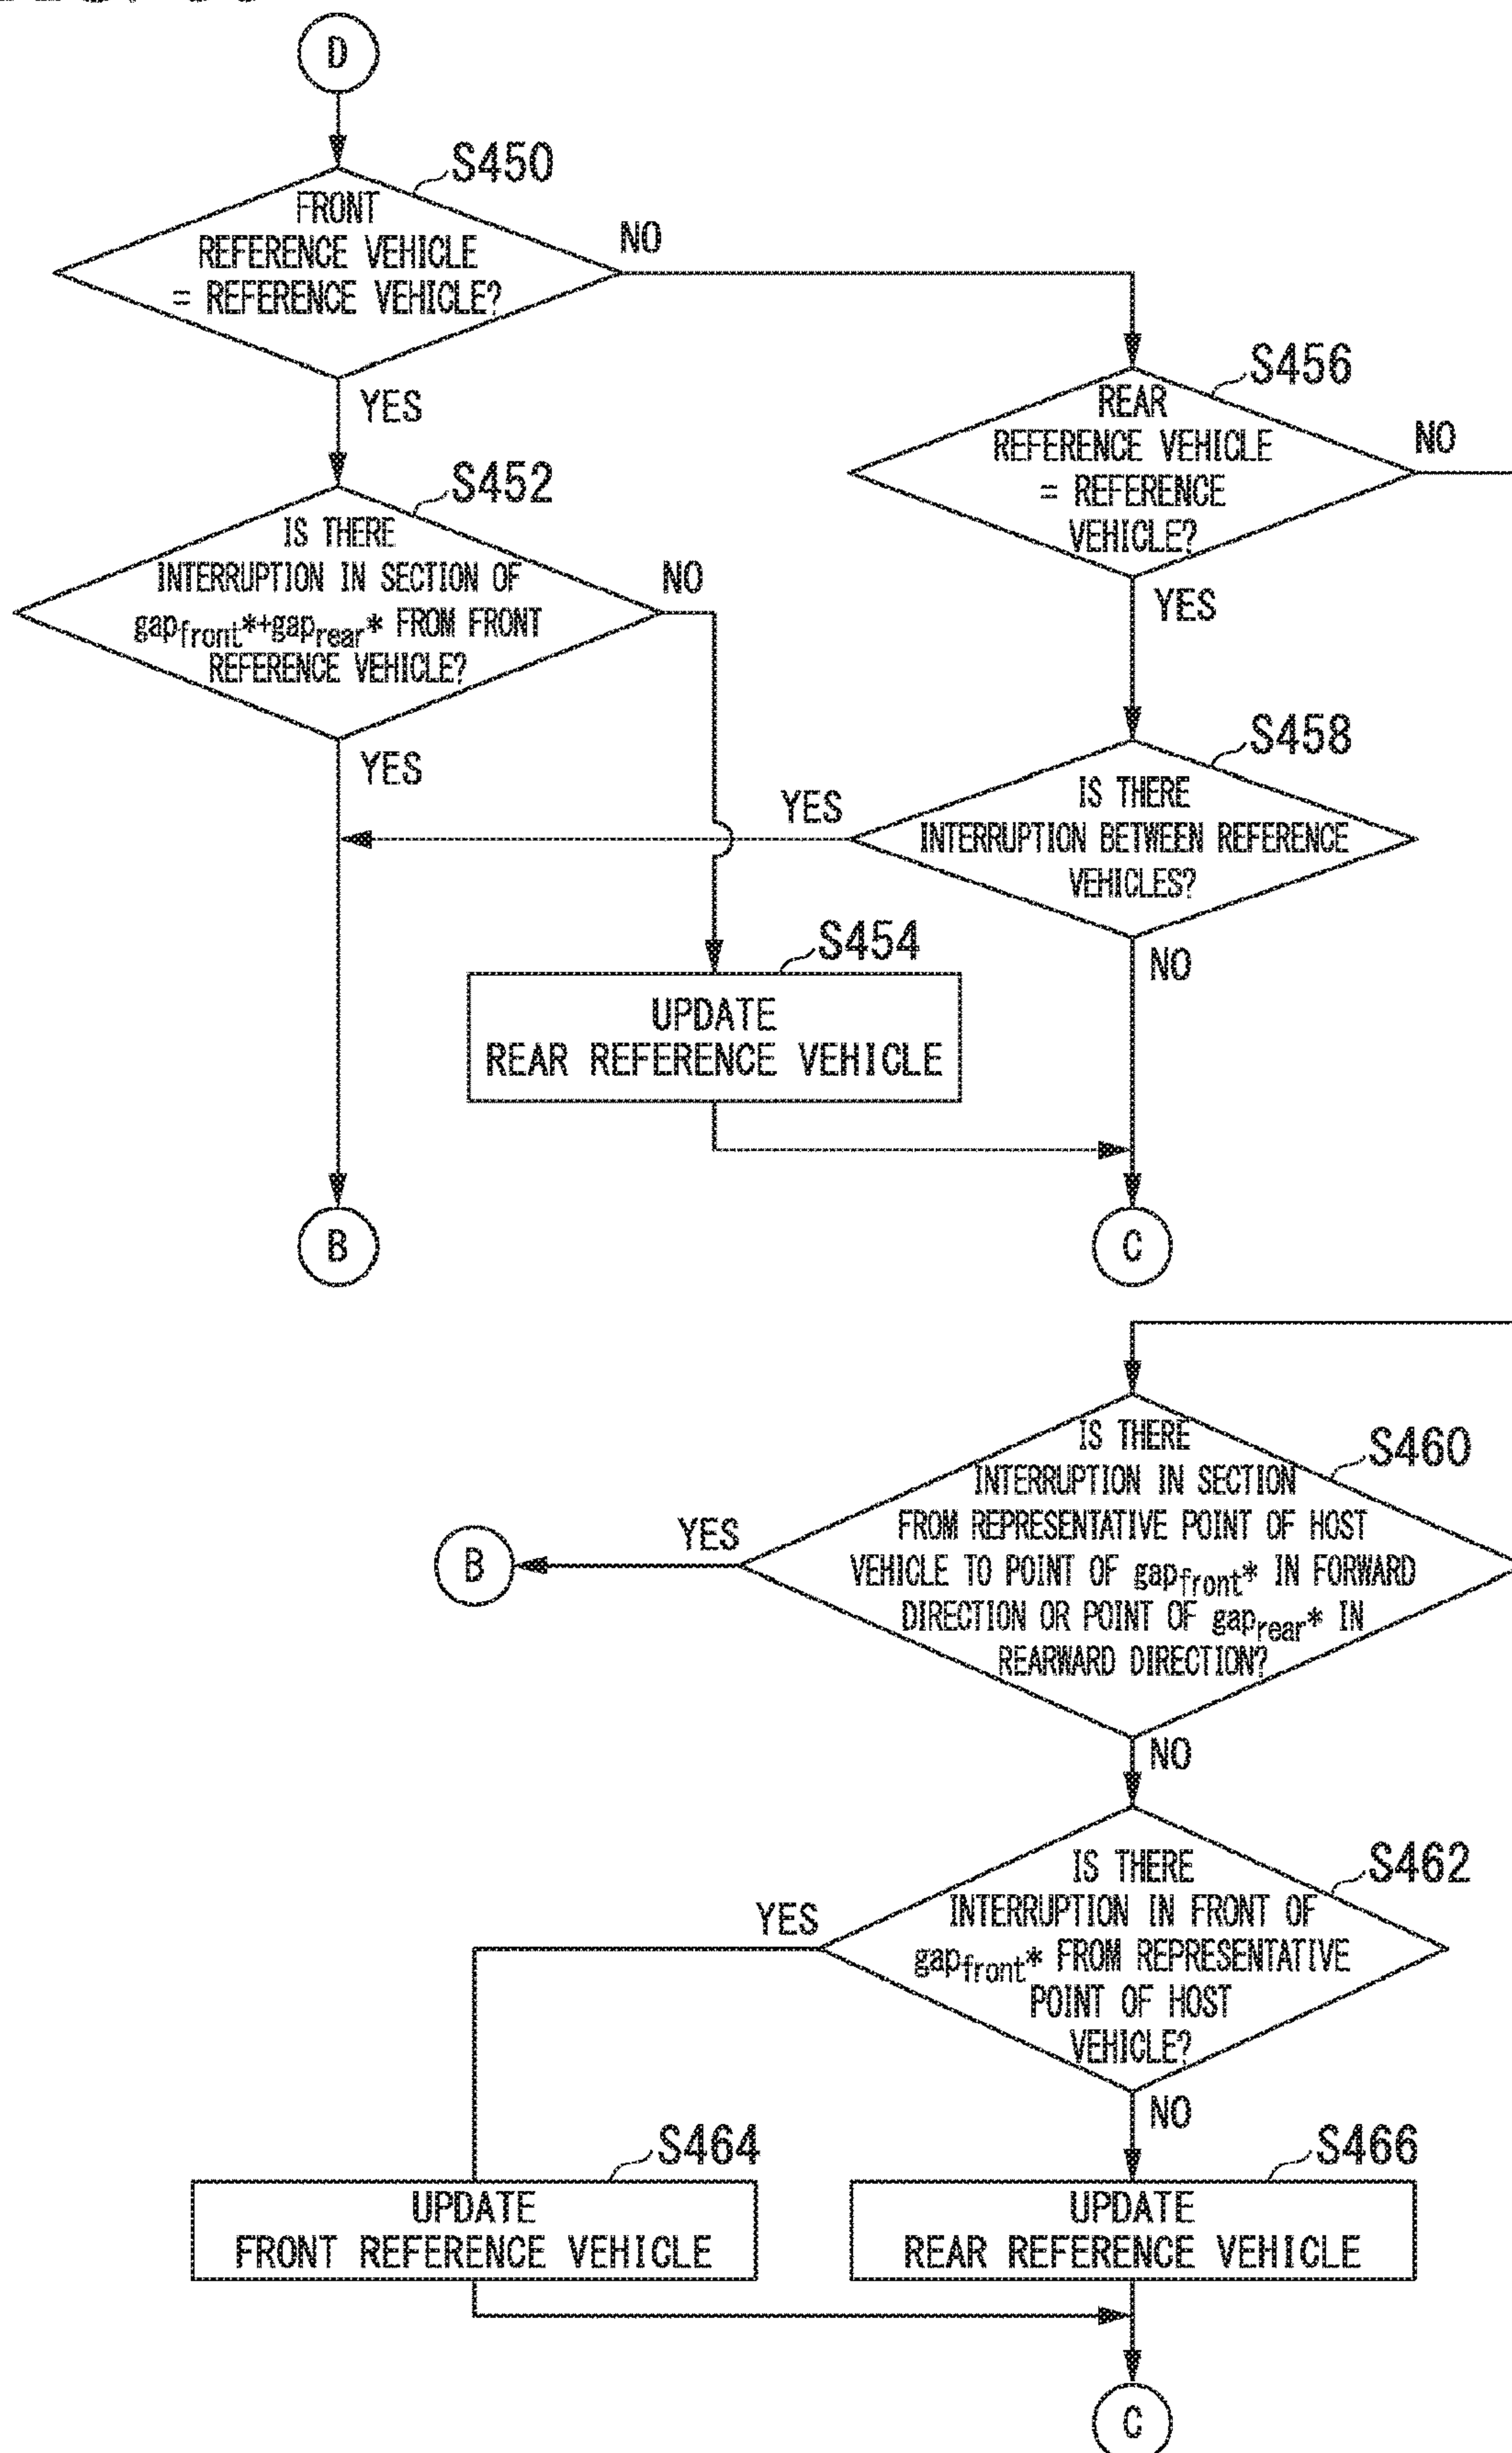 D
S450
FRONT
REFERENCE VEHICLE
= REFERENCE VEHICLE?
NO
YES
S456
REAR
REFERENCE VEHICLE
= REFERENCE
VEHICLE?
NO
YES
S452
IS THERE
INTERRUPTION IN SECTION OF
gapfront*+gaprear* FROM FRONT
REFERENCE VEHICLE?
NO
YES
S458
IS THERE
INTERRUPTION BETWEEN REFERENCE
VEHICLES?
YES
NO
S454
UPDATE
REAR REFERENCE VEHICLE
B
C
S460
IS THERE
INTERRUPTION IN SECTION
FROM REPRESENTATIVE POINT OF HOST
VEHICLE TO POINT OF gapfront* IN FORWARD
DIRECTION OR POINT OF gaprear* IN
REARWARD DIRECTION?
YES
B
NO
S462
IS THERE
INTERRUPTION IN FRONT OF
gapfront* FROM REPRESENTATIVE
POINT OF HOST
VEHICLE?
YES
NO
S464
UPDATE
FRONT REFERENCE VEHICLE
S466
UPDATE
REAR REFERENCE VEHICLE
C